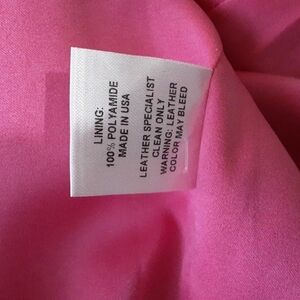 LINING:
100% POLYAMIDE
MADE IN USA
LEATHER SPECIALIST
CLEAN ONLY
WARNING: LEATHER
COLOR MAY BLEED